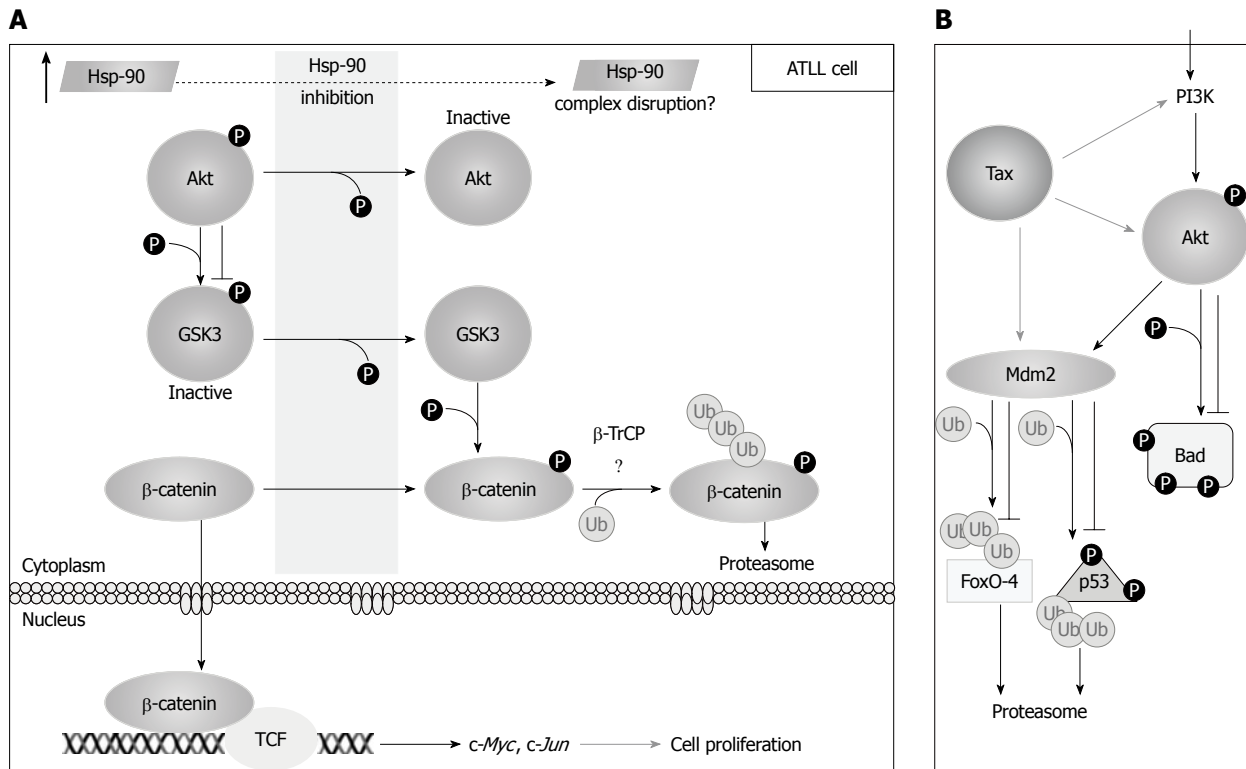 A
Hsp-90
Hsp-90
inhibition
Hsp-90
complex disruption?
ATLL cell
Inactive
P
Akt
Akt
P
P
P
GSK3
GSK3
P
Inactive
P
β-catenin
β-catenin
P
β-TrCP
?
Ub
Ub
Ub
Ub
β-catenin
P
Proteasome
Cytoplasm
Nucleus
β-catenin
TCF
c-Myc, c-Jun
Cell proliferation
B
PI3K
Tax
Akt
P
P
Mdm2
Ub
Ub
Bad
P
P
P
Ub
Ub
Ub
FoxO-4
P
p53
P
Ub
Ub
Ub
Proteasome